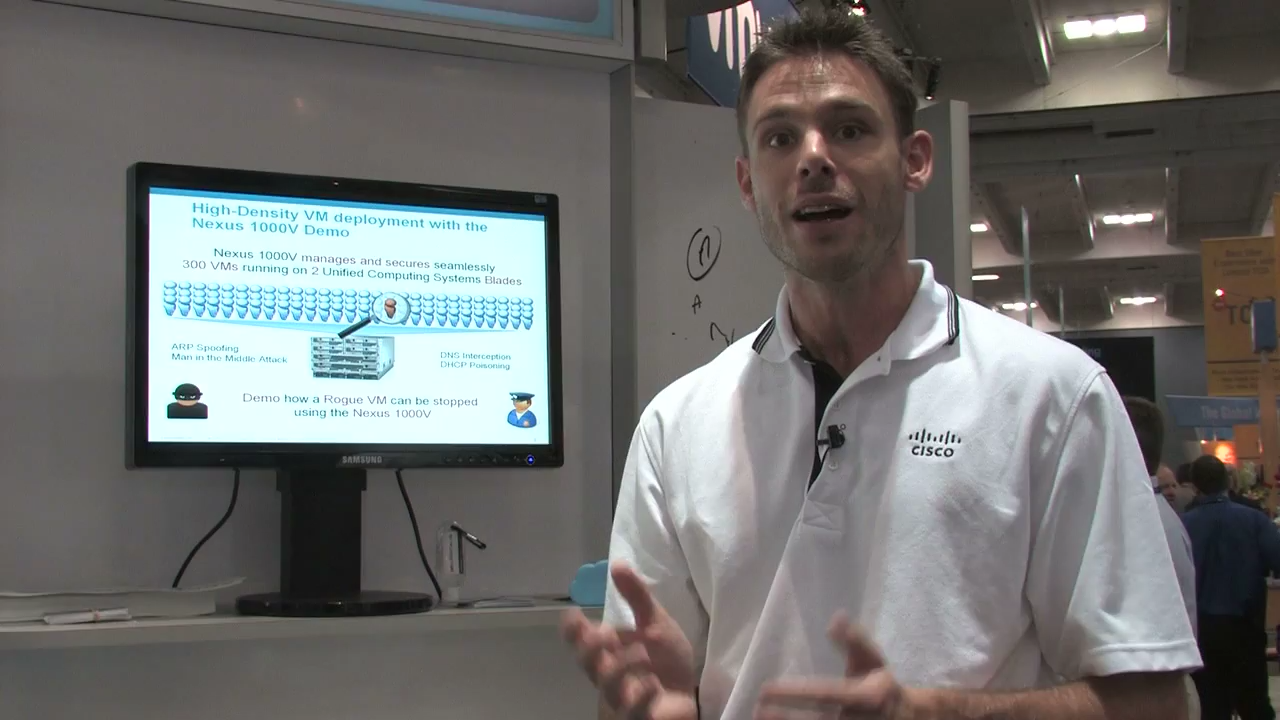 High-Density VM deployment with the
Nexus 1000V Demo
Nexus 1000V manages and secures seamlessly
300 VMs running on 2 Unified Computing Systems Blades
ARP Spoofing
Man in the Middle Attack
DNS Interception
DHCP Poisoning
Demo how a Rogue VM can be stopped
using the Nexus 1000V
SAMSUNG
CISCO
A
The Global